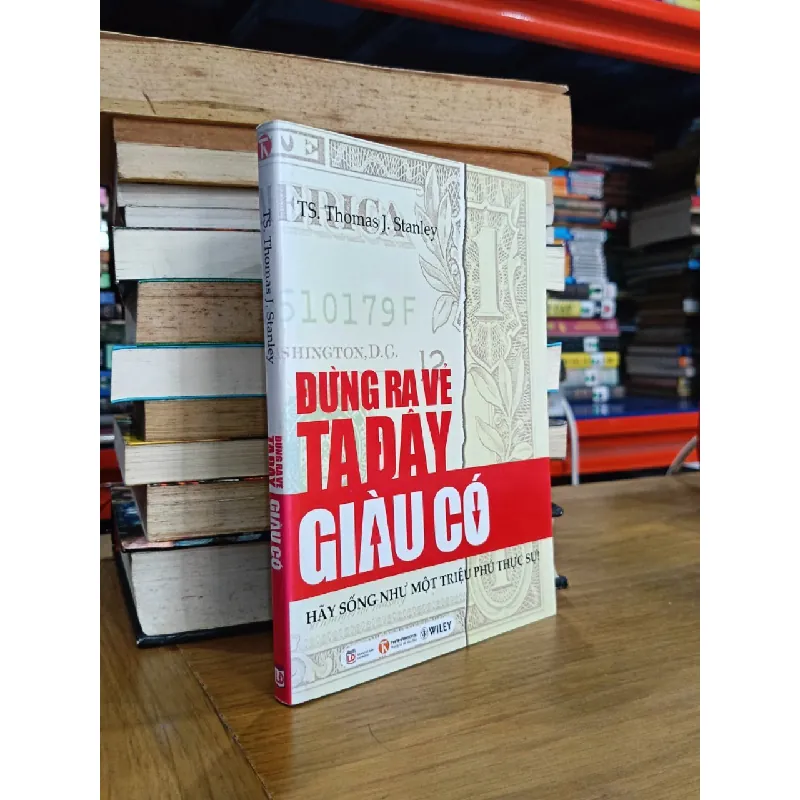 TS. Thomas J. Stanley
ERICA
510179F
SHINGTON, D.C.
12
ĐỪNG RA VẺ
TA ĐÂY
GIÀU CÓ
HÃY SỐNG NHƯ MỘT TRIỆU PHÚ THỰC SỰ!
WILEY
TS. Thomas J. Stanley
ĐỪNG RA VẺ
TA ĐÂY
GIÀU CÓ